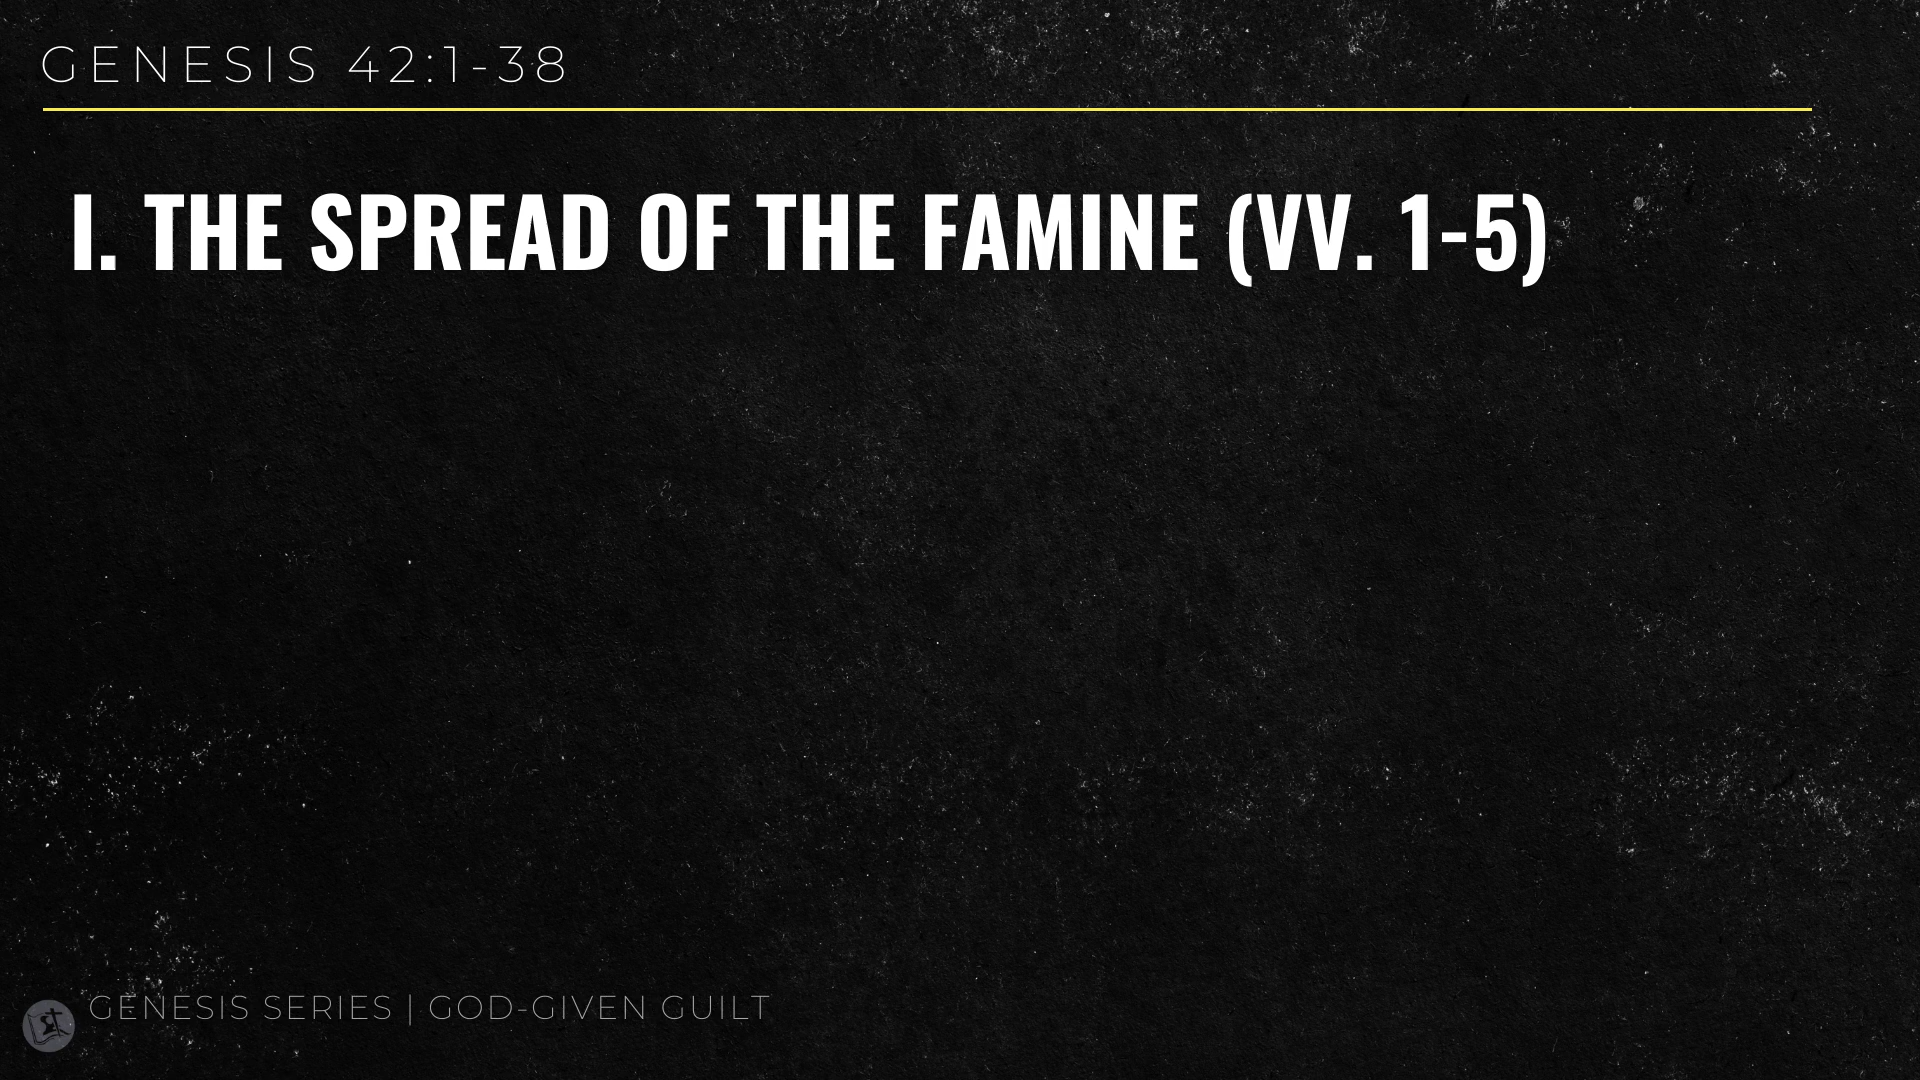 GENESIS 42:1-38
I. THE SPREAD OF THE FAMINE (VV. 1-5)
GENESIS SERIES | GOD-GIVEN GUILT